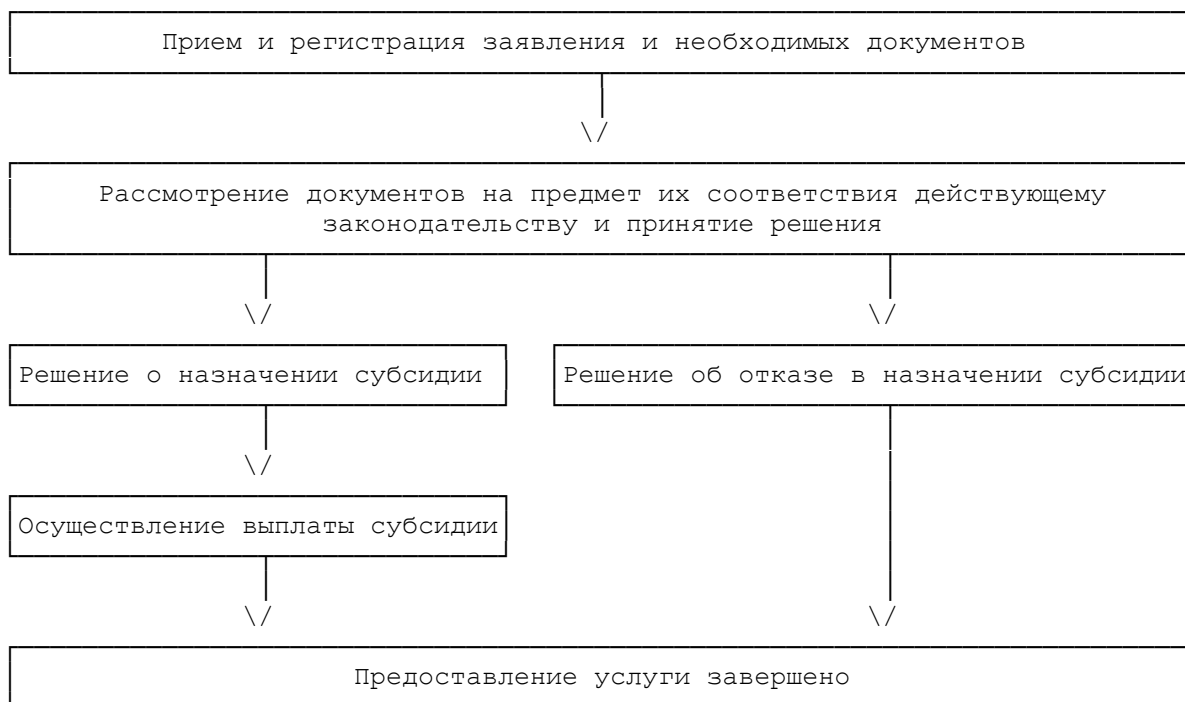 Прием и регистрация заявления и необходимых документов
Рассмотрение документов на предмет их соответствия действующему
законодательству и принятие решения
Решение о назначении субсидии
Решение об отказе в назначении субсидии
Осуществление выплаты субсидии
Предоставление услуги завершено